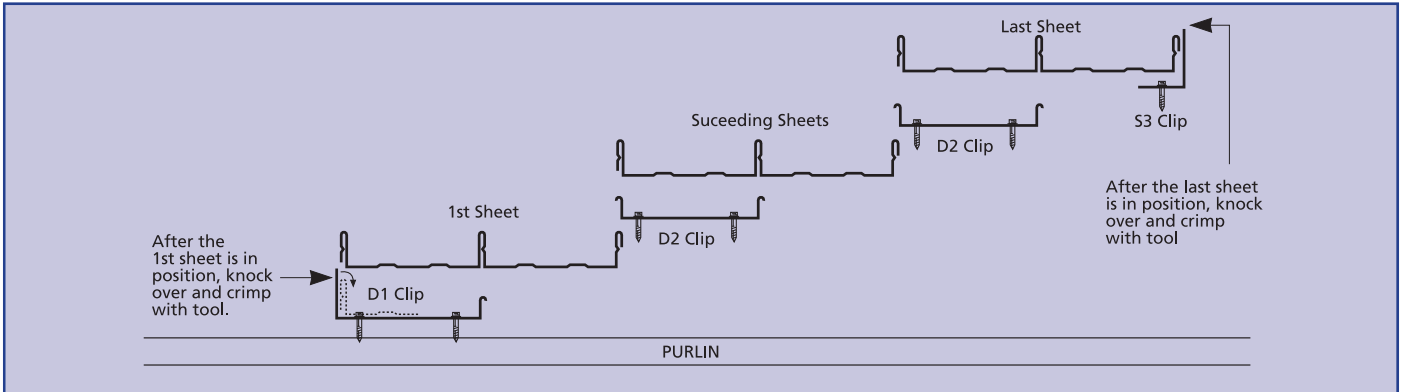 Last Sheet
S3 Clip
Suceeding Sheets
D2 Clip
After the last sheet
is in position, knock
over and crimp
with tool
1st Sheet
D2 Clip
After the
1st sheet is in
position, knock
over and crimp
with tool.
D1 Clip
PURLIN